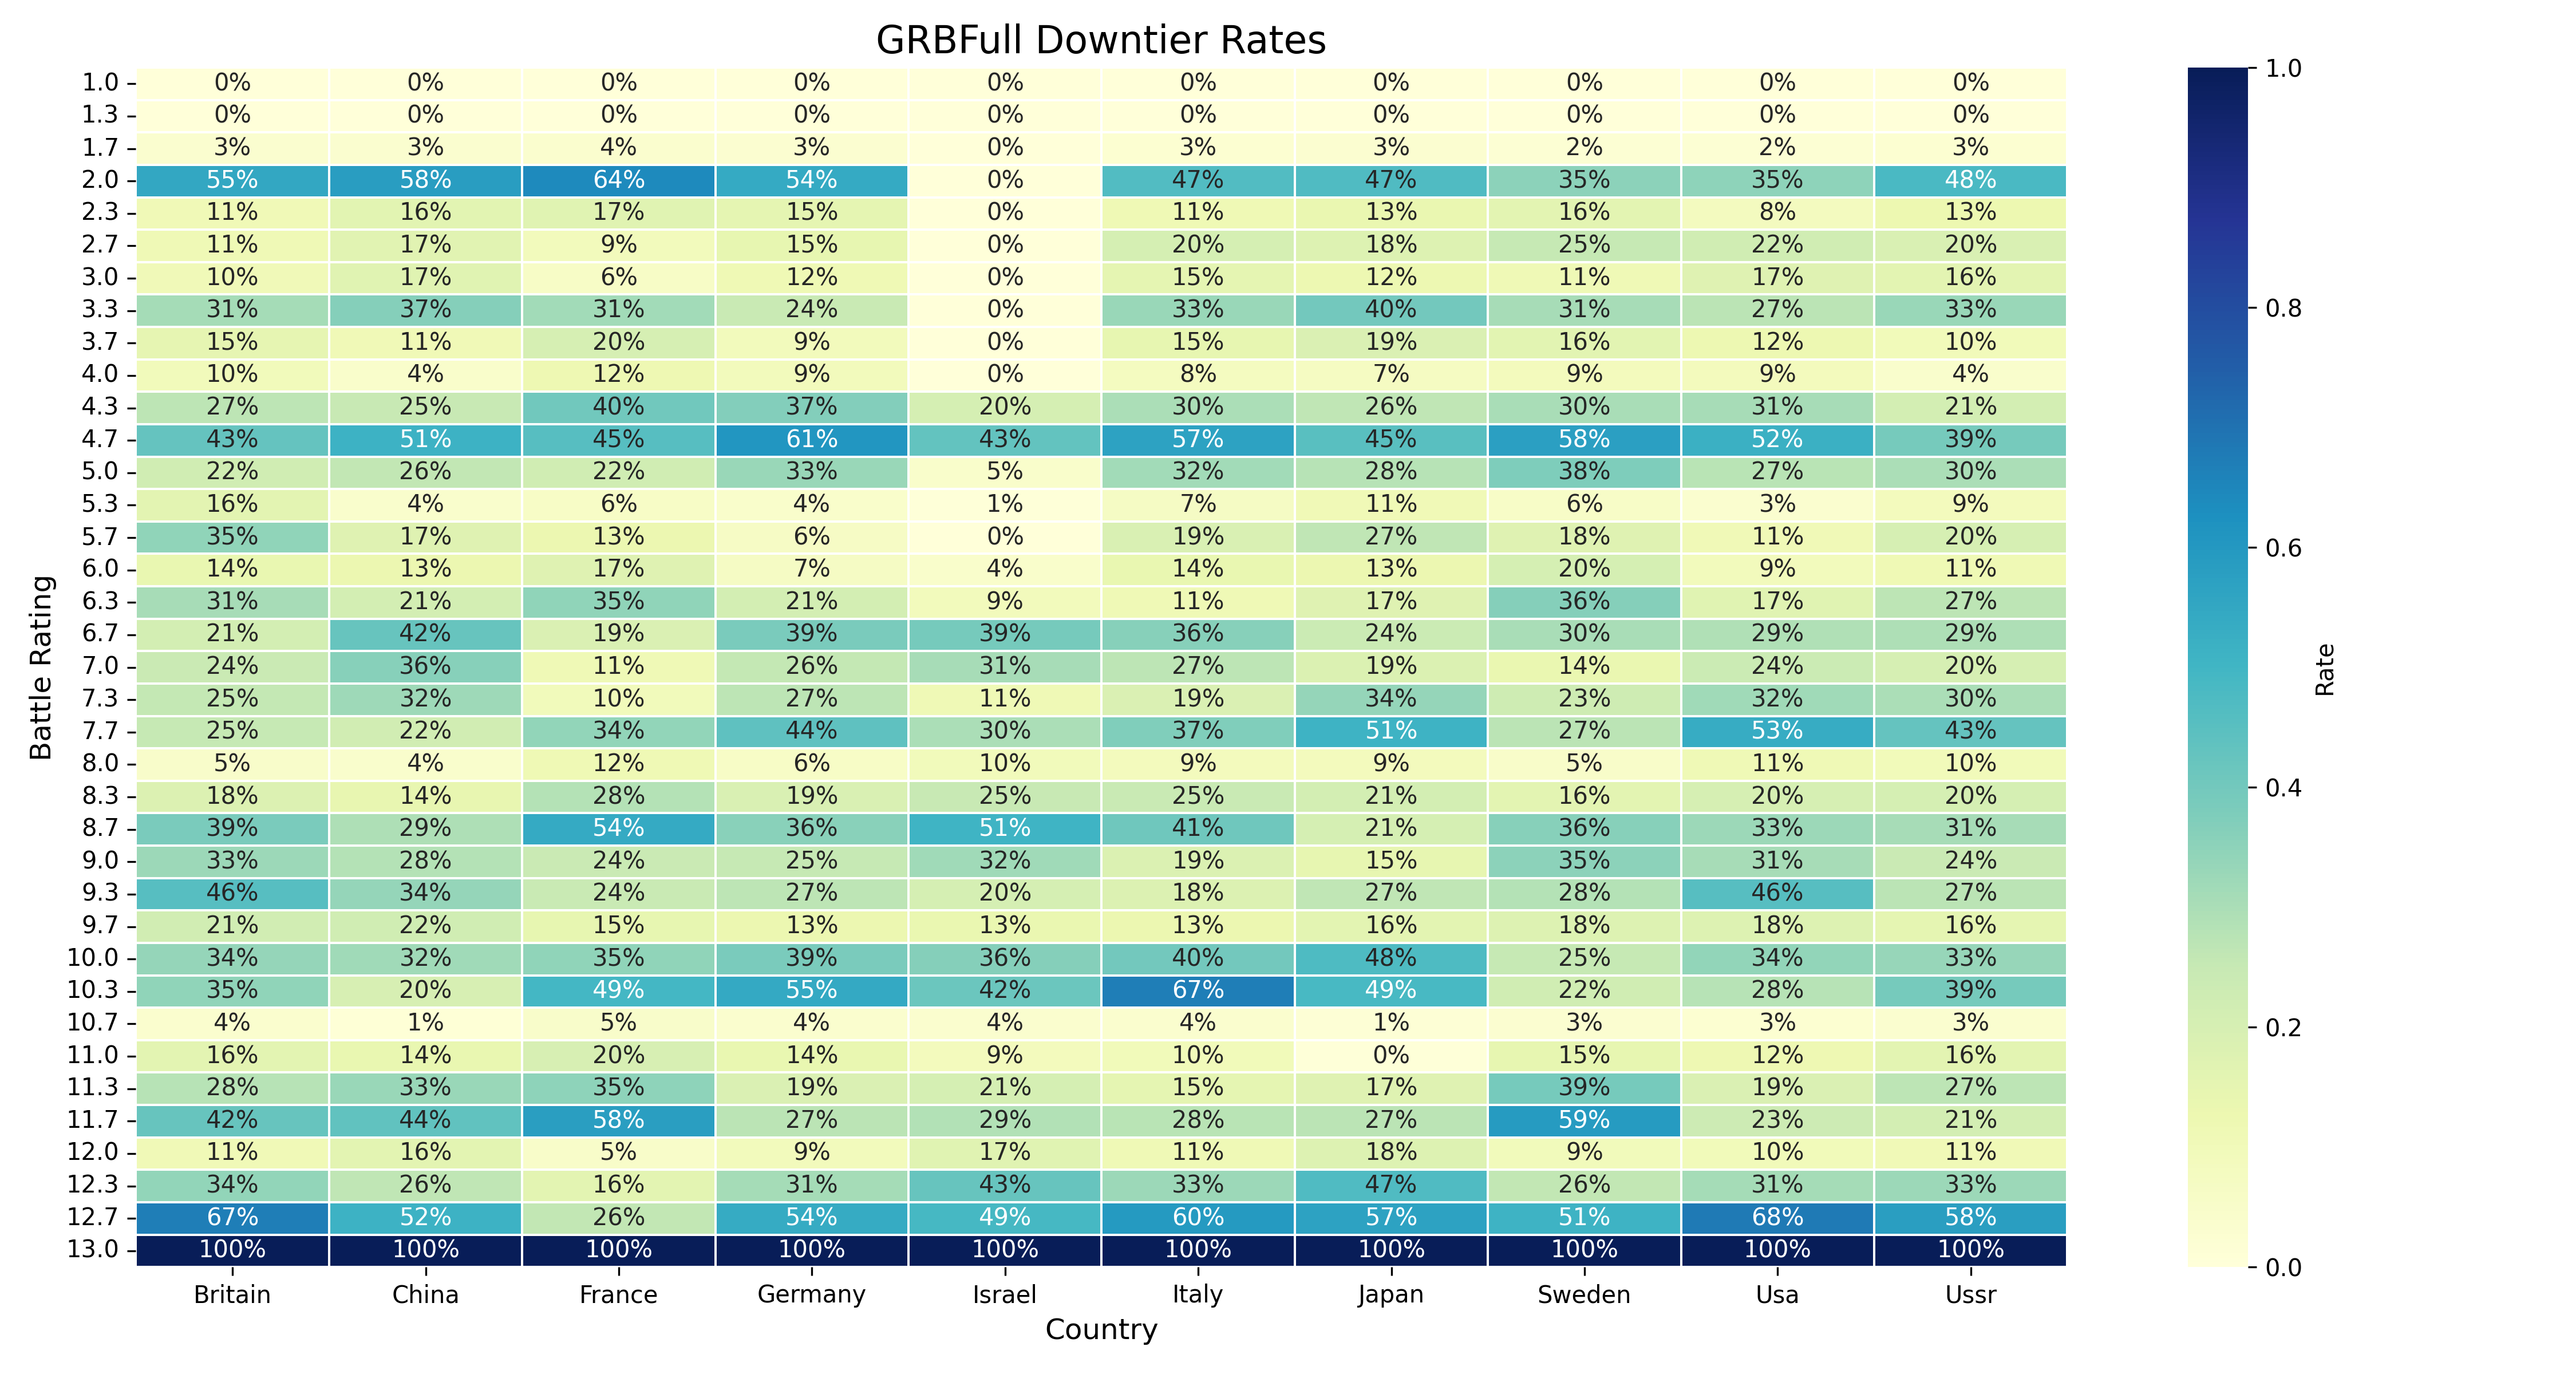 GRBFull Downtier Rates
1.0 0% 0% 0% 0% 0% 0% 0% 0% 0% 0%
1.3 0% 0% 0% 0% 0% 0% 0% 0% 0% 0%
1.7 3% 3% 4% 3% 0% 3% 3% 2% 2% 3%
2.0 55% 58% 64% 54% 0% 47% 47% 35% 35% 48%
2.3 11% 16% 17% 15% 0% 11% 13% 16% 8% 13%
2.7 11% 17% 9% 15% 0% 20% 18% 25% 22% 20%
3.0 10% 17% 6% 12% 0% 15% 12% 11% 17% 16%
3.3 31% 37% 31% 24% 0% 33% 40% 31% 27% 33%
3.7 15% 11% 20% 9% 0% 15% 19% 16% 12% 10%
4.0 10% 4% 12% 9% 0% 8% 7% 9% 9% 4%
4.3 27% 25% 40% 37% 20% 30% 26% 30% 31% 21%
4.7 43% 51% 45% 61% 43% 57% 45% 58% 52% 39%
5.0 22% 26% 22% 33% 5% 32% 28% 38% 27% 30%
5.3 16% 4% 6% 4% 1% 7% 11% 6% 3% 9%
5.7 35% 17% 13% 6% 0% 19% 27% 18% 11% 20%
6.0 14% 13% 17% 7% 4% 14% 13% 20% 9% 11%
6.3 31% 21% 35% 21% 9% 11% 17% 36% 17% 27%
6.7 21% 42% 19% 39% 39% 36% 24% 30% 29% 29%
7.0 24% 36% 11% 26% 31% 27% 19% 14% 24% 20%
7.3 25% 32% 10% 27% 11% 19% 34% 23% 32% 30%
7.7 25% 22% 34% 44% 30% 37% 51% 27% 53% 43%
8.0 5% 4% 12% 6% 10% 9% 9% 5% 11% 10%
8.3 18% 14% 28% 19% 25% 25% 21% 16% 20% 20%
8.7 39% 29% 54% 36% 51% 41% 21% 36% 33% 31%
9.0 33% 28% 24% 25% 32% 19% 15% 35% 31% 24%
9.3 46% 34% 24% 27% 20% 18% 27% 28% 46% 27%
9.7 21% 22% 15% 13% 13% 13% 16% 18% 18% 16%
10.0 34% 32% 35% 39% 36% 40% 48% 25% 34% 33%
10.3 35% 20% 49% 55% 42% 67% 49% 22% 28% 39%
10.7 4% 1% 5% 4% 4% 4% 1% 3% 3% 3%
11.0 16% 14% 20% 14% 9% 10% 0% 15% 12% 16%
11.3 28% 33% 35% 19% 21% 15% 17% 39% 19% 27%
11.7 42% 44% 58% 27% 29% 28% 27% 59% 23% 21%
12.0 11% 16% 5% 9% 17% 11% 18% 9% 10% 11%
12.3 34% 26% 16% 31% 43% 33% 47% 26% 31% 33%
12.7 67% 52% 26% 54% 49% 60% 57% 51% 68% 58%
13.0 100% 100% 100% 100% 100% 100% 100% 100% 100% 100%
Britain China France Germany Israel Italy Japan Sweden Usa Ussr
Country
Battle Rating
1.0
0.8
0.6
0.4
0.2
0.0
Rate